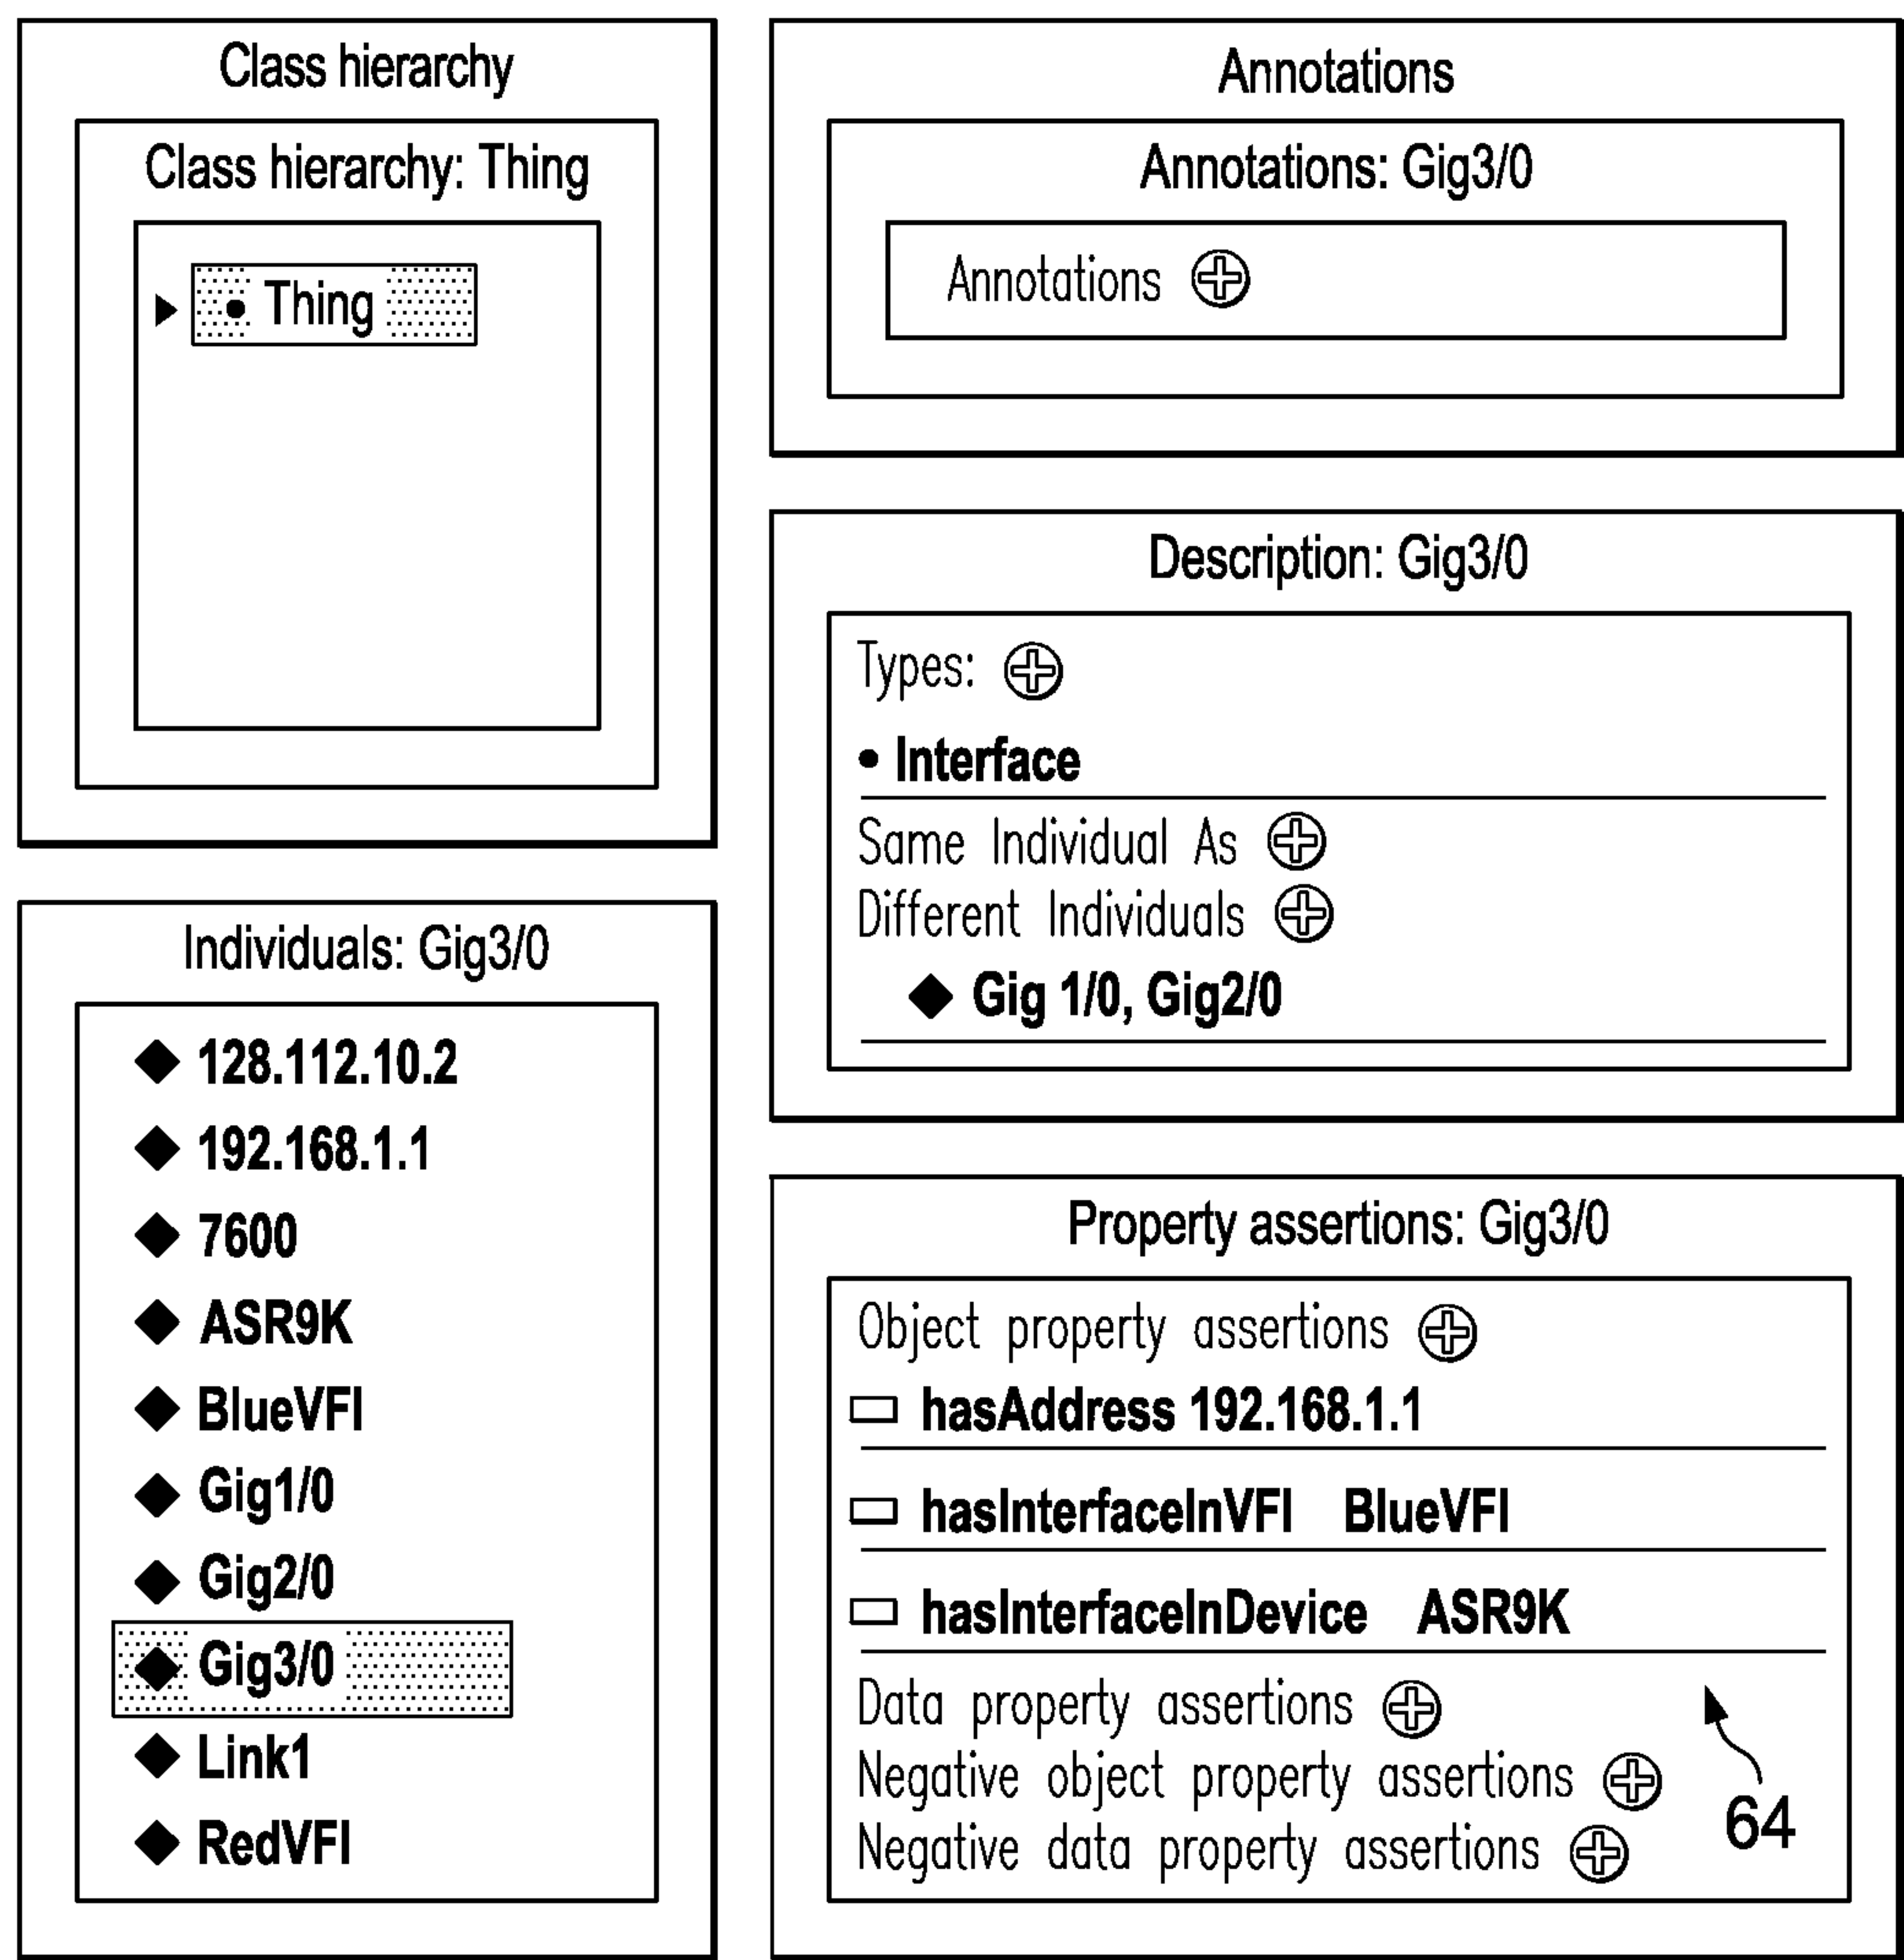 Class hierarchy
Class hierarchy: Thing
Thing
Individuals: Gig3/0
128.112.10.2
192.168.1.1
7600
ASR9K
BlueVFI
Gig1/0
Gig2/0
Gig3/0
Link1
RedVFI
Annotations
Annotations: Gig3/0
Annotations
Description: Gig3/0
Types:
• Interface
Same Individual As
Different Individuals
Gig 1/0, Gig2/0
Property assertions: Gig3/0
Object property assertions
hasAddress 192.168.1.1
hasInterfaceInVFI BlueVFI
hasInterfaceInDevice ASR9K
Data property assertions
Negative object property assertions
Negative data property assertions
64